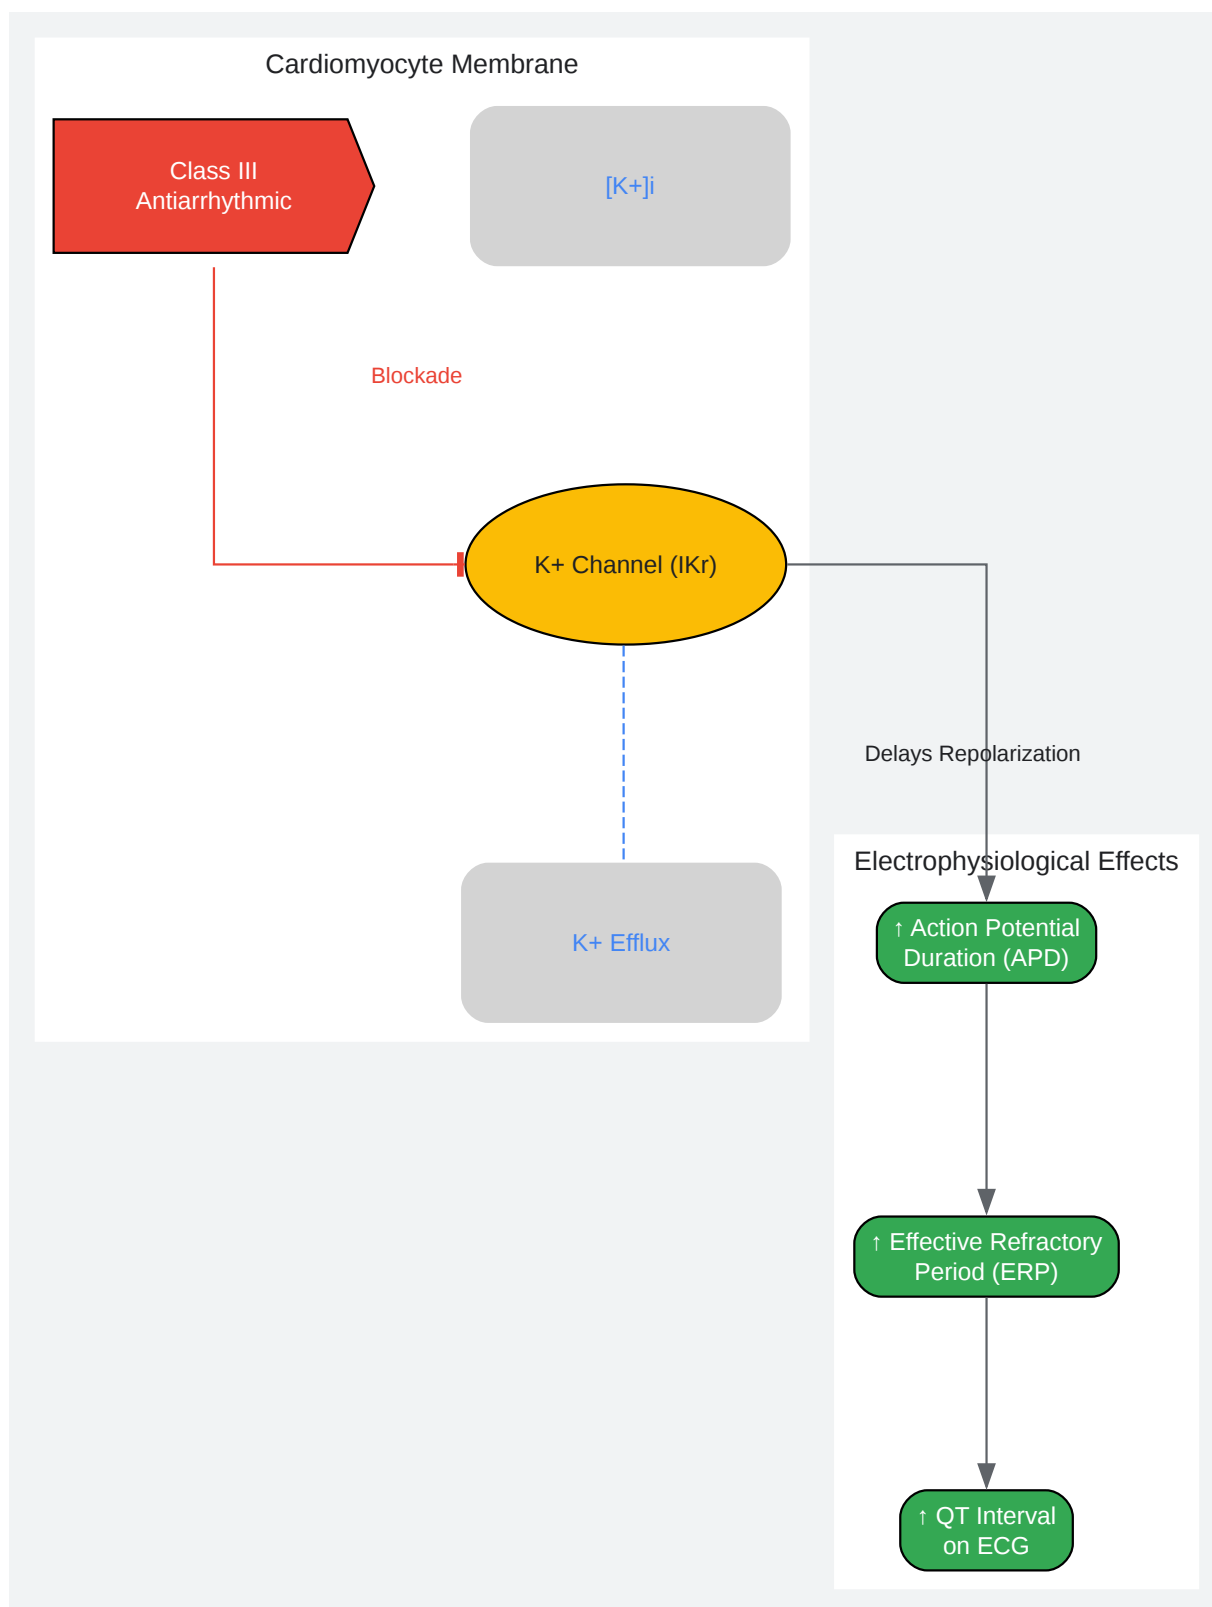 Cardiomyocyte Membrane
Class III
Antiarrhythmic
[K+]i
Blockade
K+ Channel (IKr)
Delays Repolarization
Electrophysiological Effects
↑ Action Potential
Duration (APD)
K+ Efflux
↑ Effective Refractory
Period (ERP)
↑ QT Interval
on ECG